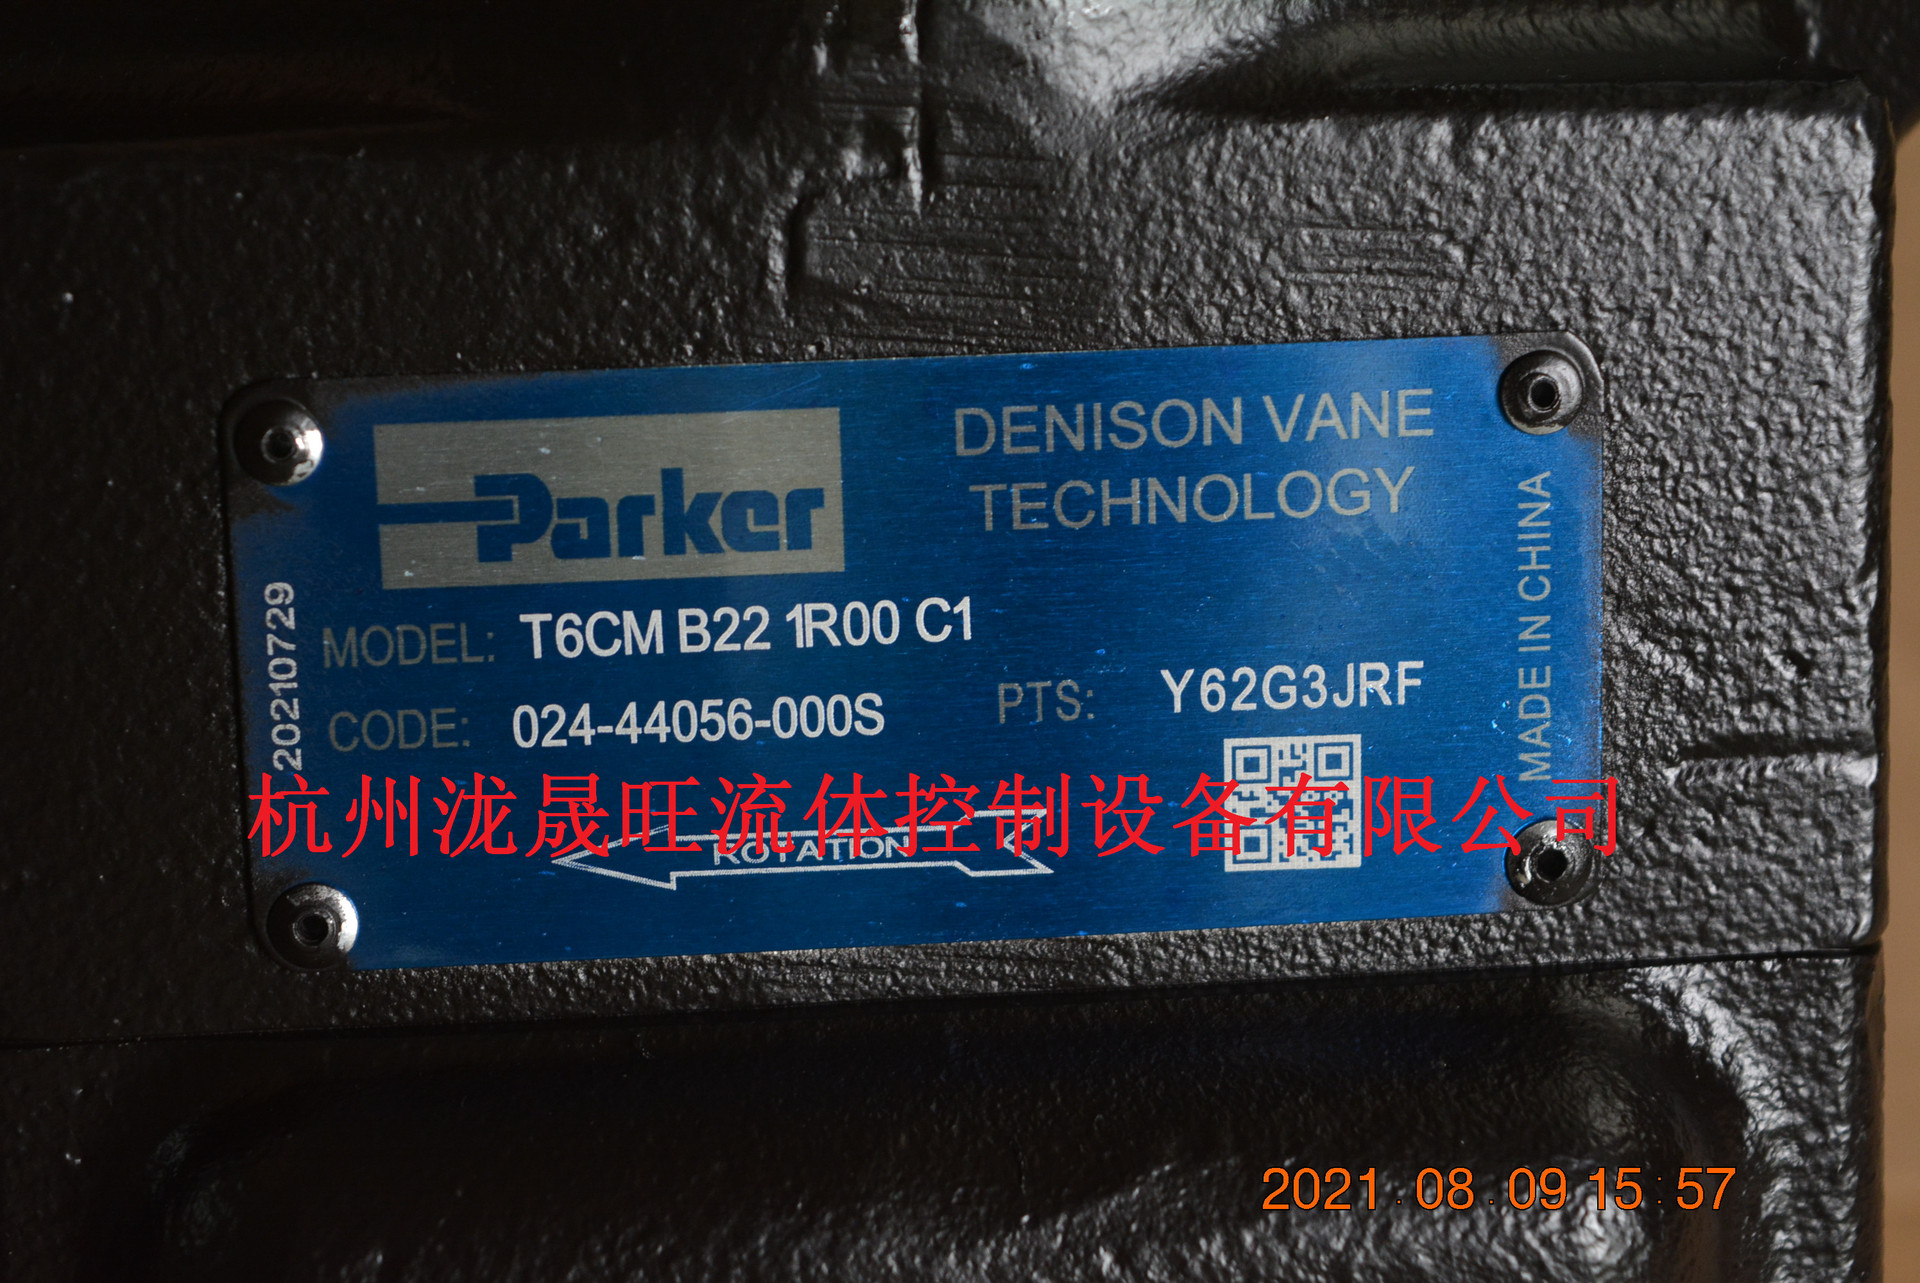 Parker
DENISON VANE
TECHNOLOGY
20210729
MODEL: T6CM B22 1R00 C1
CODE: 024-44056-000S
PTS: Y62G3JRF
MADE IN CHINA
杭州泷晟旺流体控制设备有限公司
ROTATION
2021.08.09 15:57